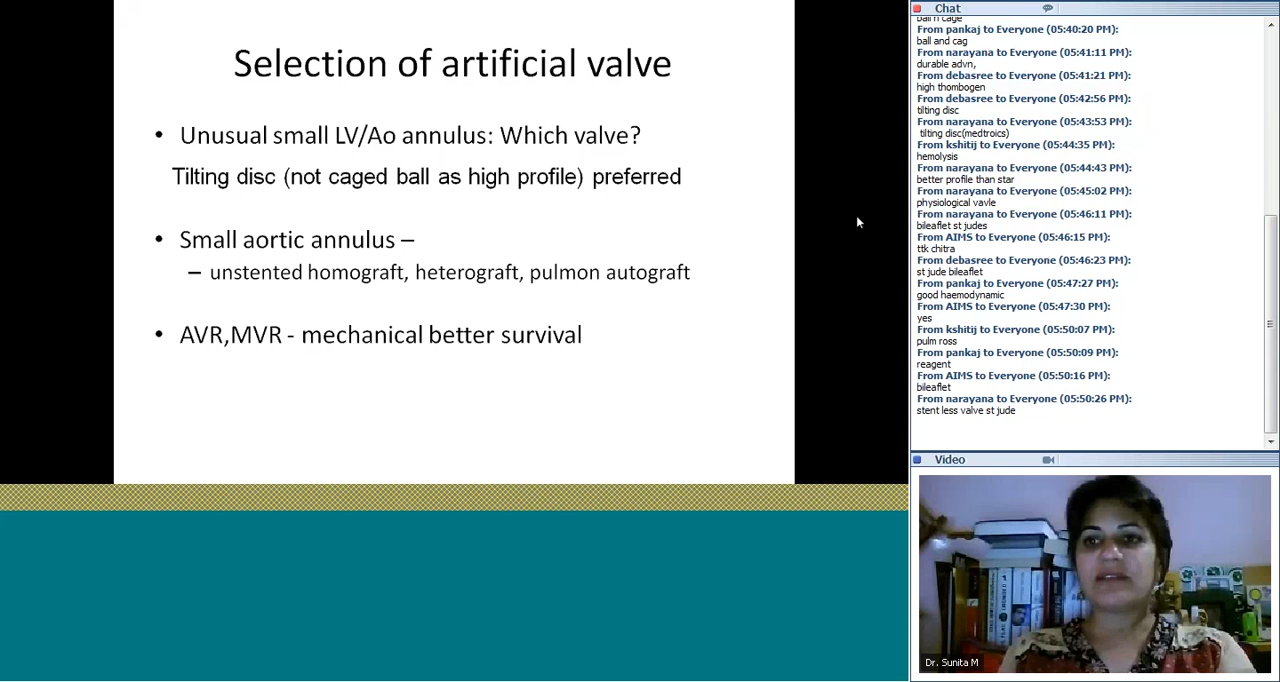 Selection of artificial valve
• Unusual small LV/Ao annulus: Which valve?
Tilting disc (not caged ball as high profile) preferred
• Small aortic annulus –
– unstented homograft, heterograft, pulmon autograft
• AVR,MVR - mechanical better survival
Chat
ball n cage
From pankaj to Everyone (05:40:20 PM):
ball and cag
From narayana to Everyone (05:41:11 PM):
durable advn,
From debasree to Everyone (05:41:21 PM):
high thombogen
From debasree to Everyone (05:42:56 PM):
tilting disc
From narayana to Everyone (05:43:53 PM):
tilting disc(medtroics)
From kshitij to Everyone (05:44:35 PM):
hemolysis
From narayana to Everyone (05:44:43 PM):
better profile than star
From narayana to Everyone (05:45:02 PM):
physiological vavle
From narayana to Everyone (05:46:11 PM):
bileaflet st judes
From AIMS to Everyone (05:46:15 PM):
ttk chitra
From debasree to Everyone (05:46:23 PM):
st jude bileaflet
From pankaj to Everyone (05:47:27 PM):
good haemodynamic
From AIMS to Everyone (05:47:30 PM):
yes
From kshitij to Everyone (05:50:07 PM):
pulm ross
From pankaj to Everyone (05:50:09 PM):
reagent
From AIMS to Everyone (05:50:16 PM):
bileaflet
From narayana to Everyone (05:50:26 PM):
stent less valve st jude
Video
Dr. Sunita M